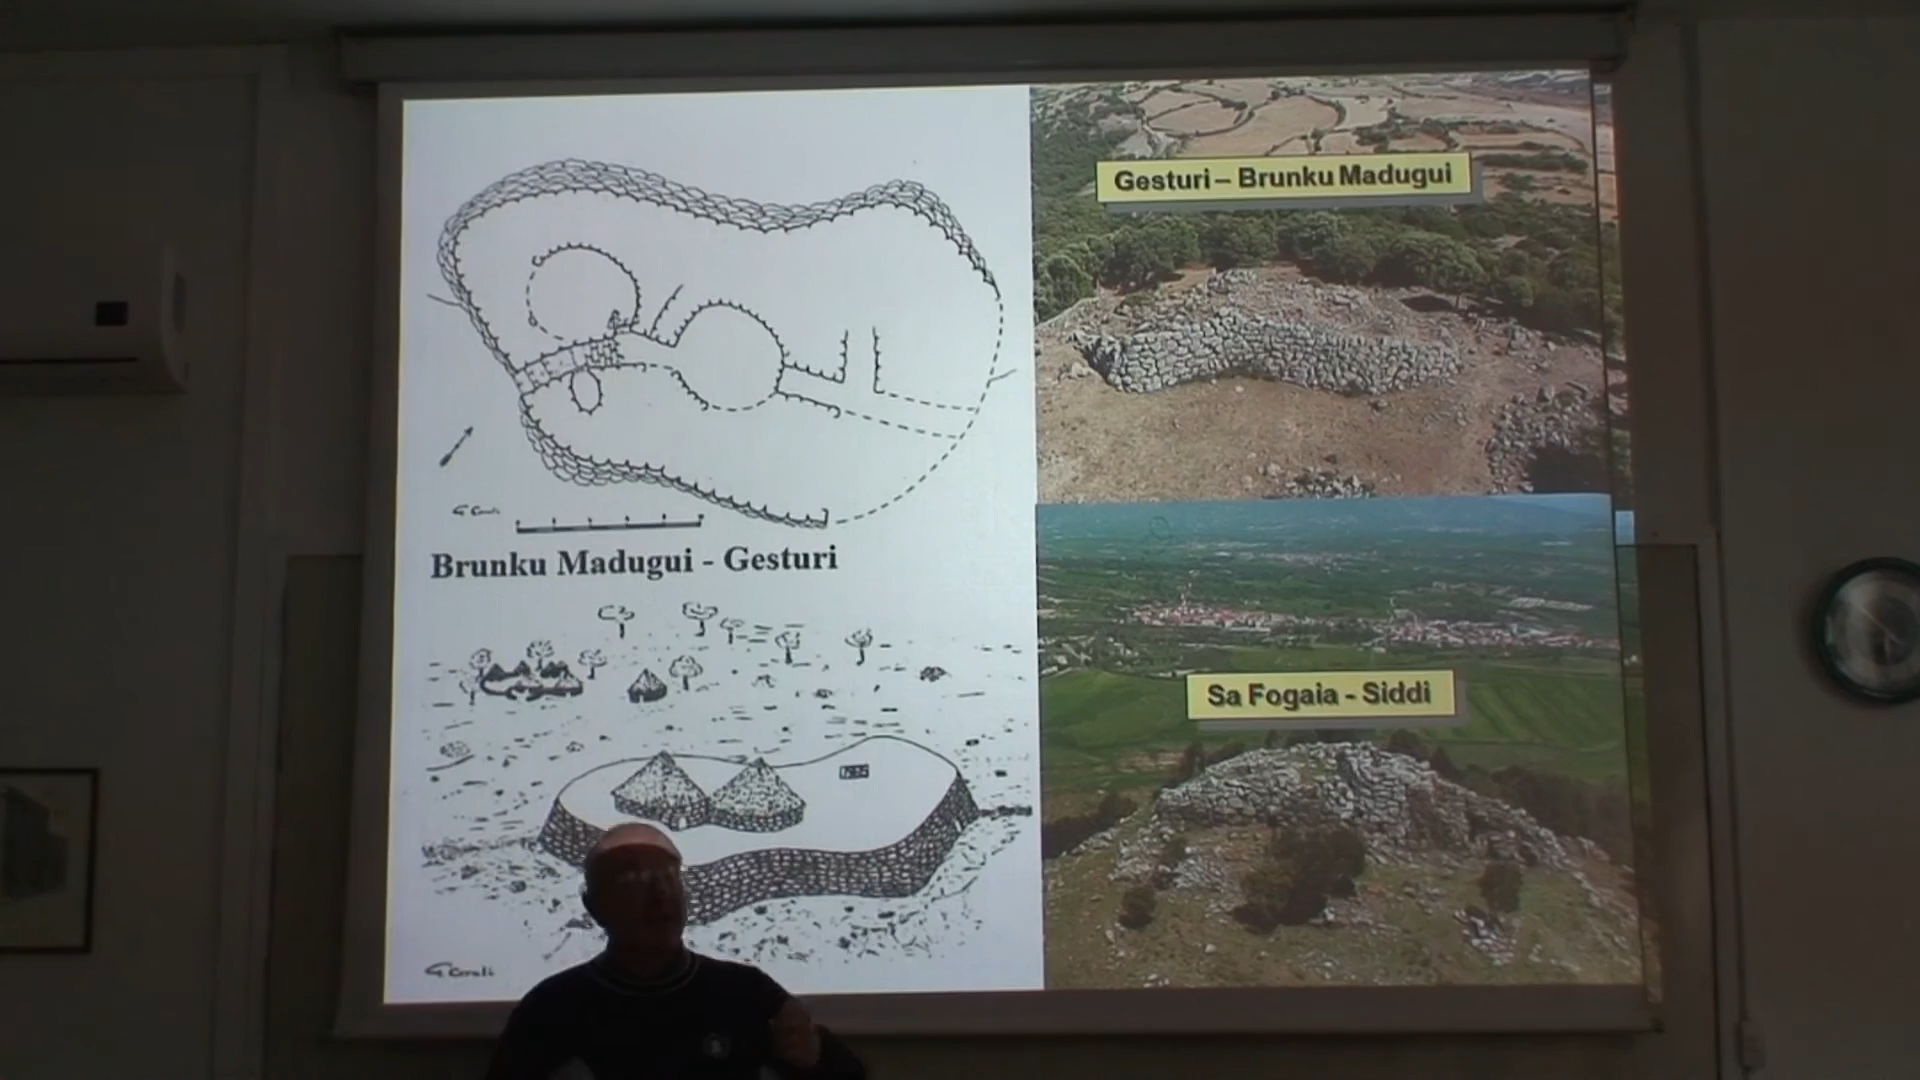 Gesturi – Brunku Madugui
Brunku Madugui - Gesturi
Sa Fogaia - Siddi